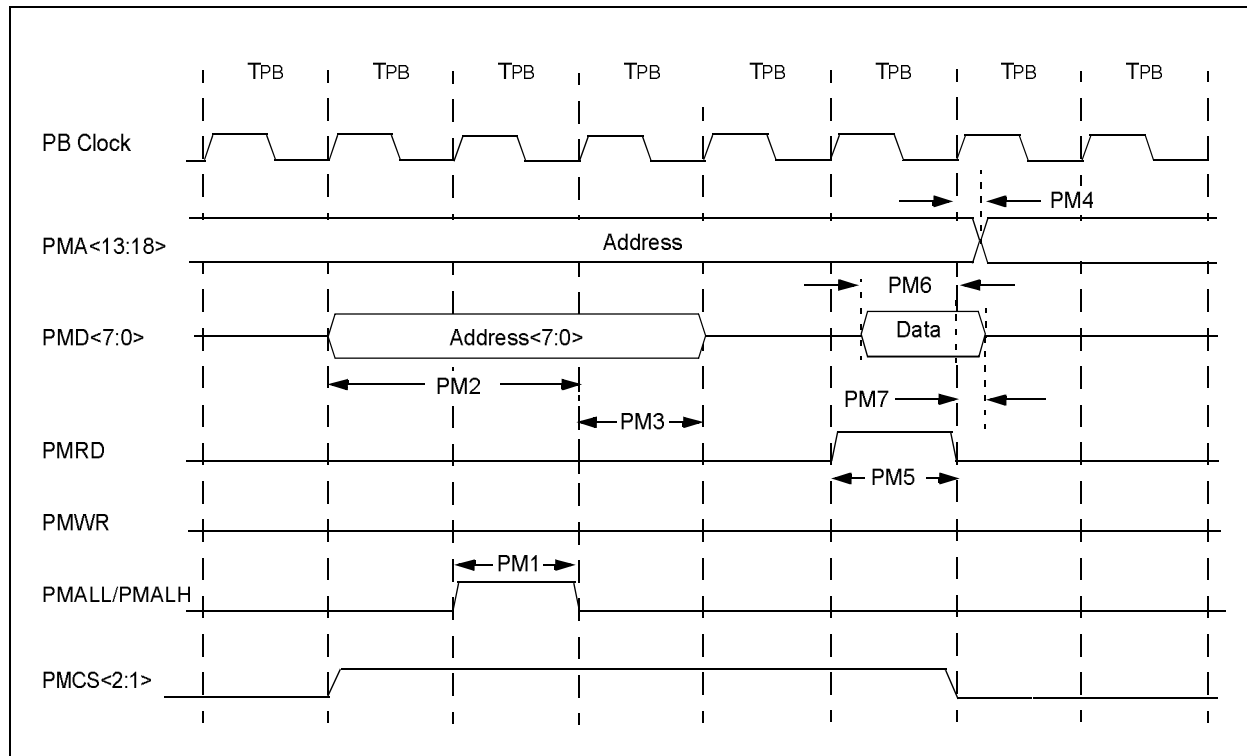 TPB TPB TPB TPB TPB TPB TPB TPB
PB Clock
PM4
PMA<13:18>
Address
PM6
PMD<7:0>
Address<7:0>
Data
PM2
PM7
PM3
PMRD
PM5
PMWR
PM1
PMALL/PMALH
PMCS<2:1>